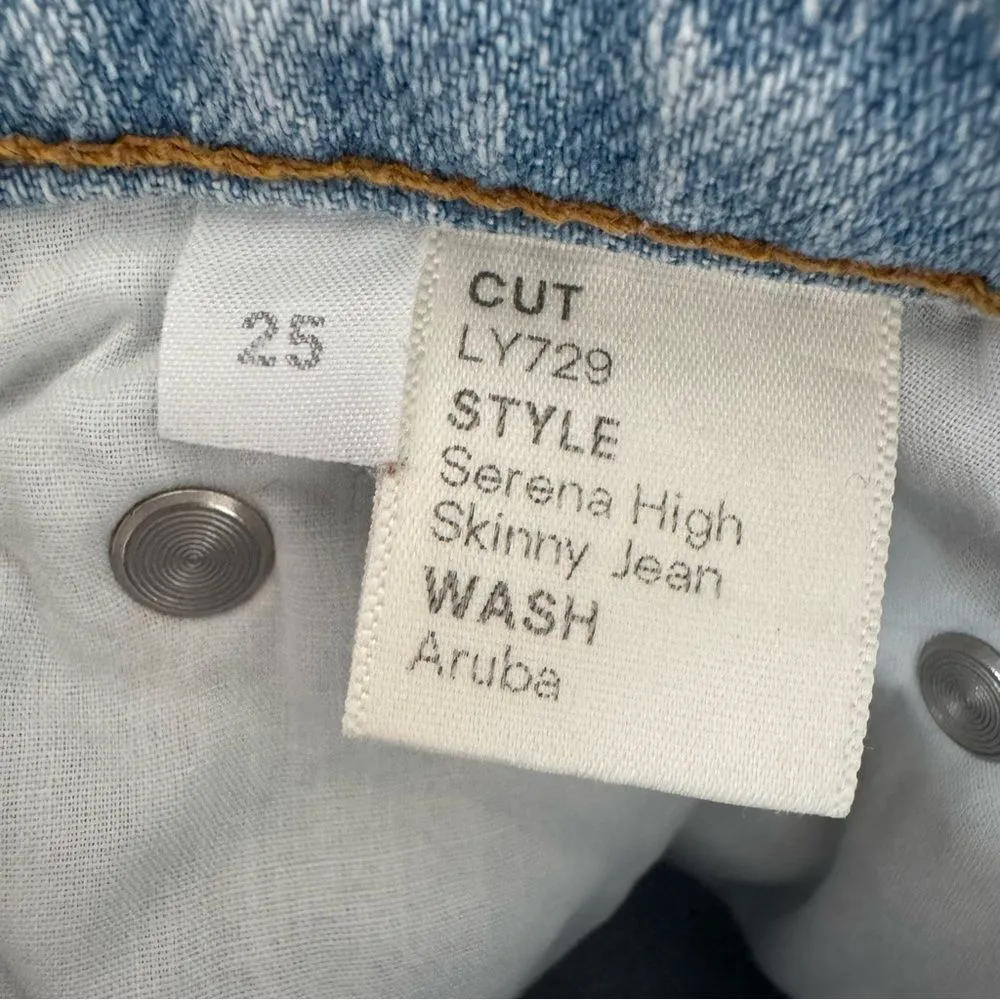 25
CUT
LY729
STYLE
Serena High
Skinny Jean
WASH
Aruba